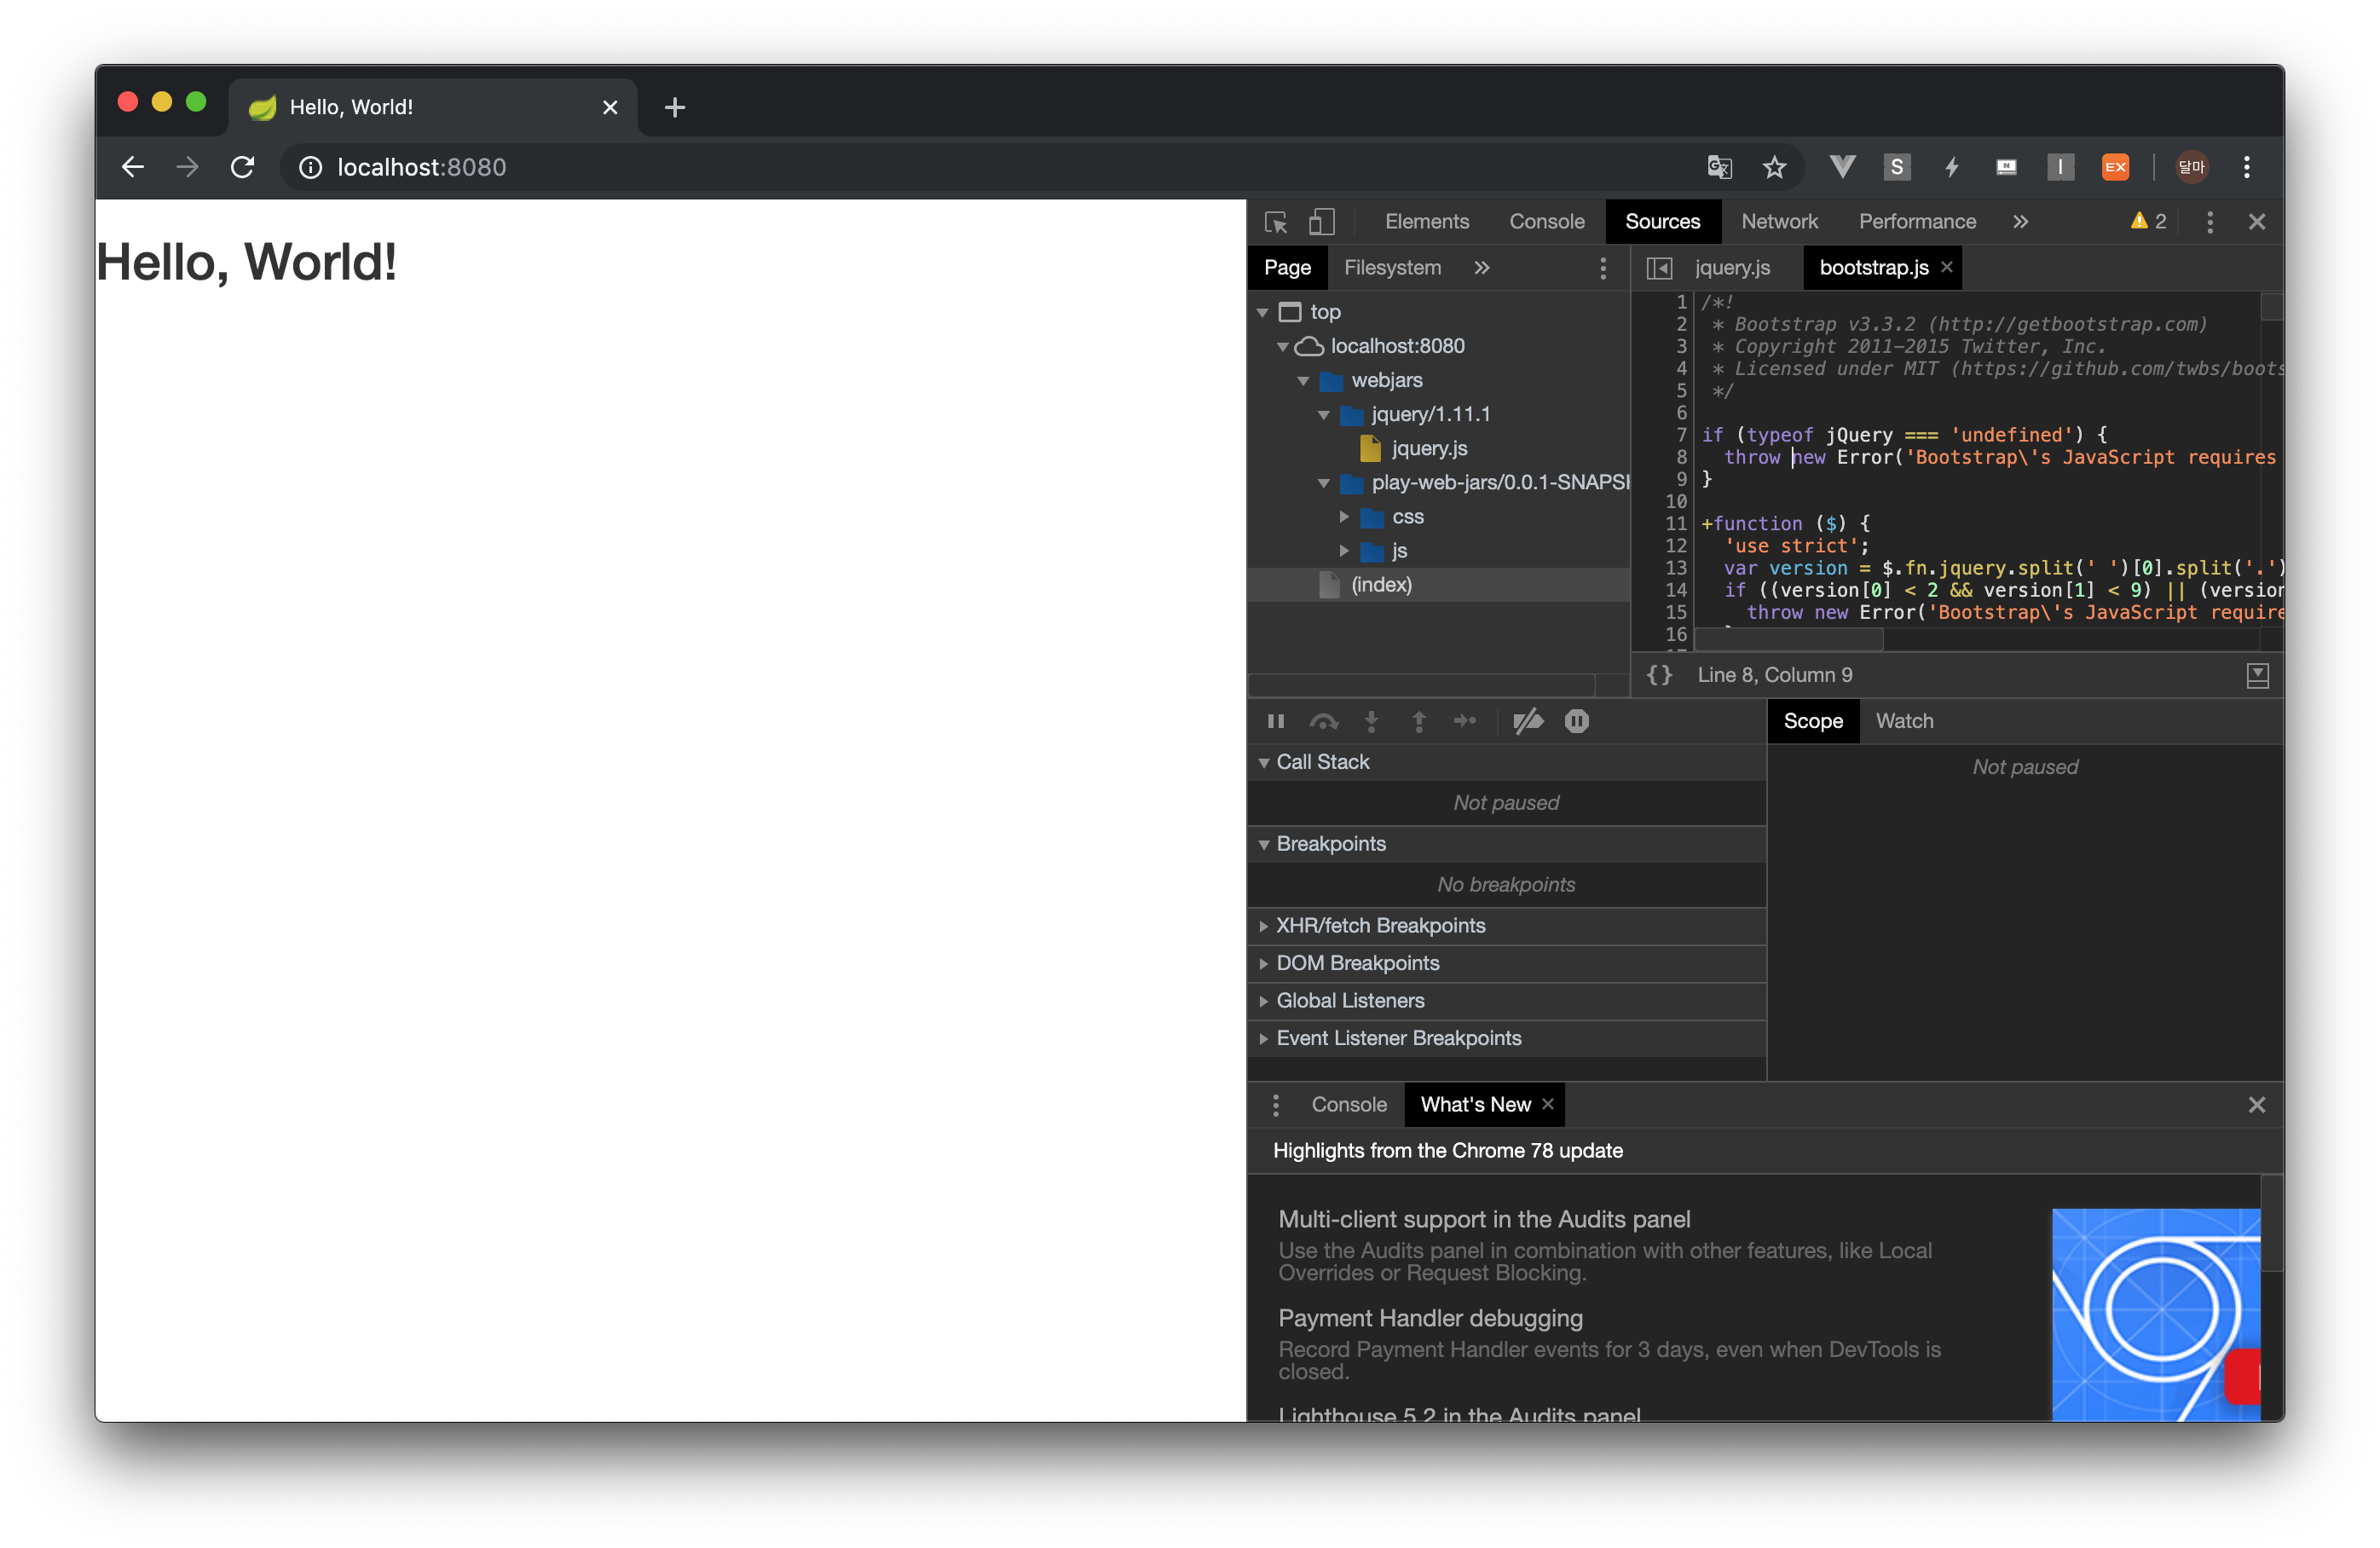 Hello, World!
localhost:8080
S
N
I
EX
달마
Hello, World!
Elements Console Sources Network Performance » 2
Page Filesystem »
top
localhost:8080
webjars
jquery/1.11.1
jquery.js
play-web-jars/0.0.1-SNAPSH
css
js
(index)
jquery.js bootstrap.js
1 /*!
2 * Bootstrap v3.3.2 (http://getbootstrap.com)
3 * Copyright 2011-2015 Twitter, Inc.
4 * Licensed under MIT (https://github.com/twbs/boots
5 */
6
7 if (typeof jQuery === 'undefined') {
8 throw new Error('Bootstrap\'s JavaScript requires
9 }
10
11 +function ($) {
12 'use strict';
13 var version = $.fn.jquery.split(' ')[0].split('.')
14 if ((version[0] < 2 && version[1] < 9) || (version
15 throw new Error('Bootstrap\'s JavaScript require
16
{} Line 8, Column 9
Call Stack
Not paused
Breakpoints
No breakpoints
XHR/fetch Breakpoints
DOM Breakpoints
Global Listeners
Event Listener Breakpoints
Scope Watch
Not paused
Console What's New
Highlights from the Chrome 78 update
Multi-client support in the Audits panel
Use the Audits panel in combination with other features, like Local
Overrides or Request Blocking.
Payment Handler debugging
Record Payment Handler events for 3 days, even when DevTools is
closed.
Lighthouse 5.2 in the Audits panel